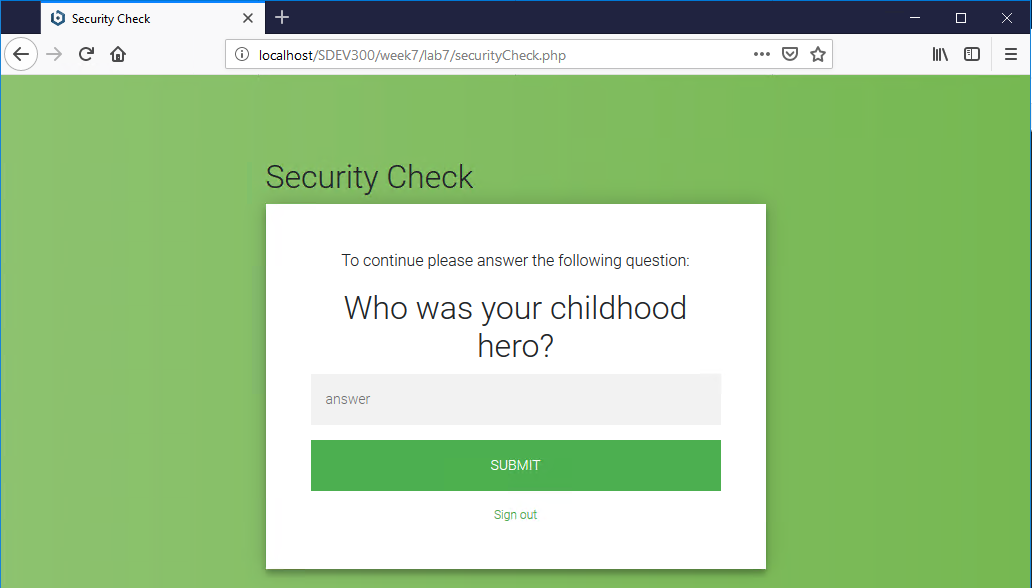 Security Check
localhost/SDEV300/week7/lab7/securityCheck.php
Security Check
To continue please answer the following question:
Who was your childhood
hero?
answer
SUBMIT
Sign out